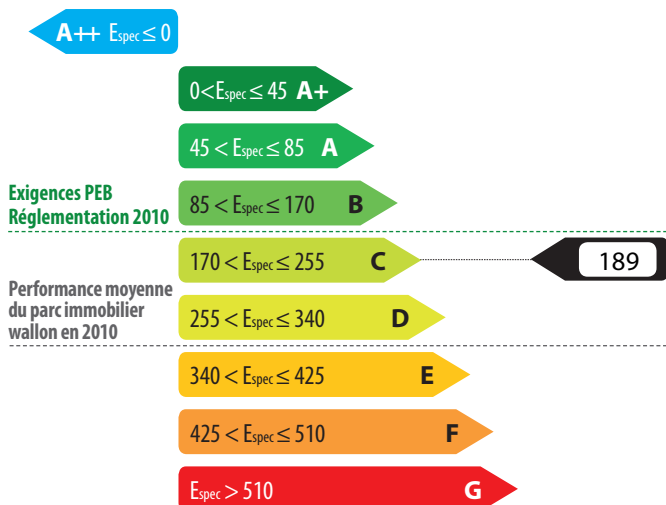 A++ Espec ≤ 0
0<Espec ≤ 45 A+
45 < Espec ≤ 85 A
Exigences PEB
Réglementation 2010
85 < Espec ≤ 170 B
170 < Espec ≤ 255 C
189
Performance moyenne
du parc immobilier
wallon en 2010
255 < Espec ≤ 340 D
340 < Espec ≤ 425 E
425 < Espec ≤ 510 F
Espec > 510 G